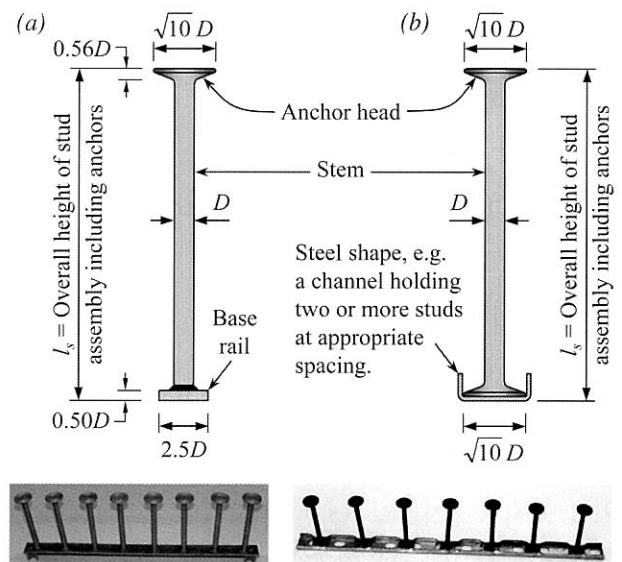 (a)
√10 D
(b)
√10 D
0.56D
Anchor head
Stem
D
D
l_s = Overall height of stud
assembly including anchors
l_s = Overall height of stud
assembly including anchors
Steel shape, e.g.
a channel holding
two or more studs
at appropriate
spacing.
Base
rail
0.50D
2.5D
√10 D